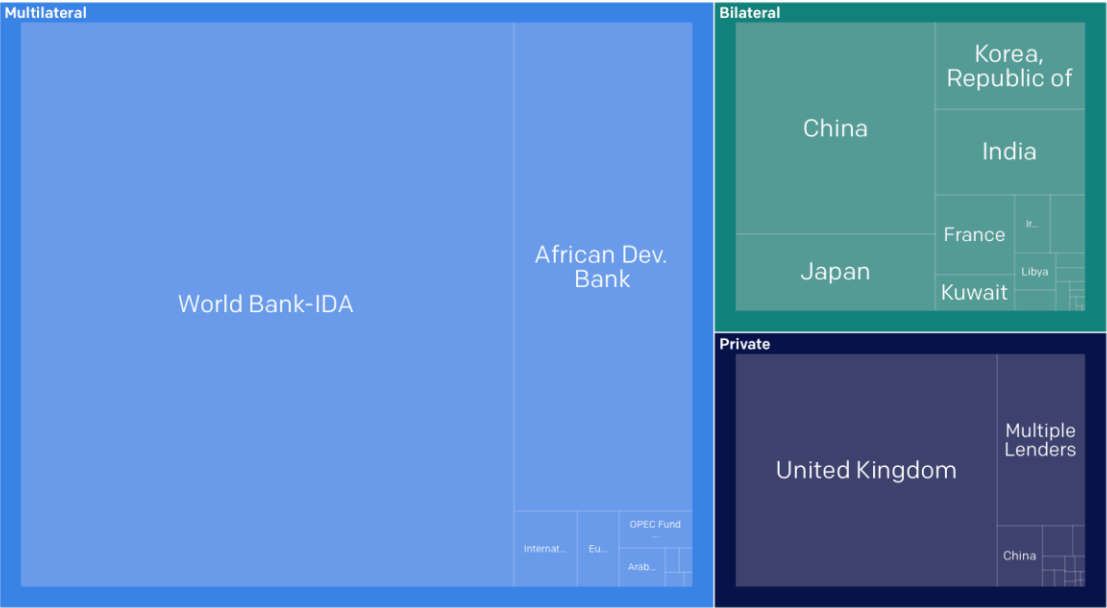 Multilateral
World Bank-IDA
African Dev.
Bank
Internat...
Eu...
OPEC Fund
...
Arab...
Bilateral
China
Japan
Korea,
Republic of
India
France
Kuwait
Ir...
Libya
Private
United Kingdom
Multiple
Lenders
China